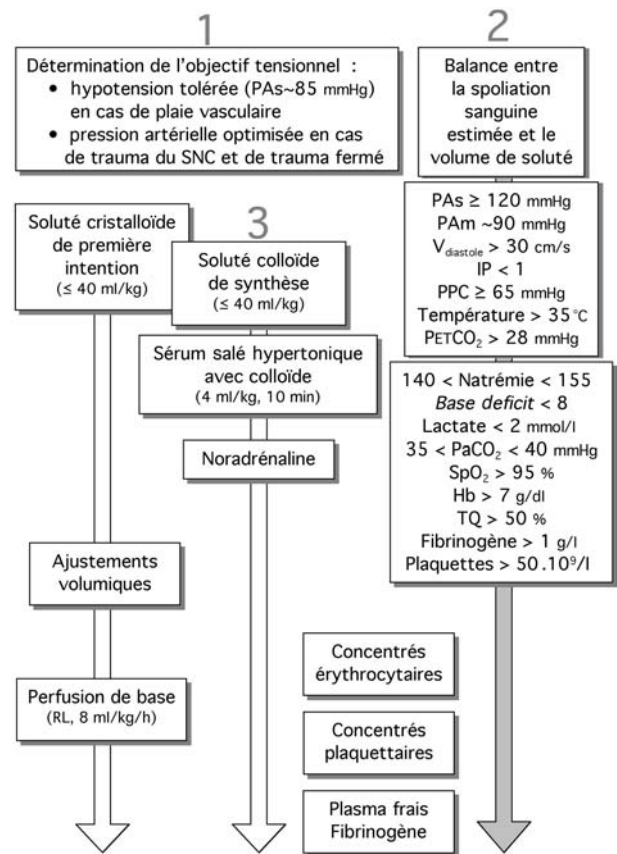 1
Détermination de l'objectif tensionnel :
• hypotension tolérée (PAs~85 mmHg)
en cas de plaie vasculaire
• pression artérielle optimisée en cas
de trauma du SNC et de trauma fermé
2
Balance entre
la spoliation
sanguine
estimée et le
volume de soluté
PAs ≥ 120 mmHg
PAm ~90 mmHg
Vdiastole > 30 cm/s
IP < 1
PPC ≥ 65 mmHg
Température > 35 °C
PETCO₂ > 28 mmHg
140 < Natrémie < 155
Base deficit < 8
Lactate < 2 mmol/l
35 < PaCO₂ < 40 mmHg
SpO₂ > 95 %
Hb > 7 g/dl
TQ > 50 %
Fibrinogène > 1 g/l
Plaquettes > 50.10⁹/l
Soluté cristalloïde
de première
intention
(≤ 40 ml/kg)
3
Soluté colloïde
de synthèse
(≤ 40 ml/kg)
Sérum salé hypertonique
avec colloïde
(4 ml/kg, 10 min)
Noradrénaline
Ajustements
volumiques
Perfusion de base
(RL, 8 ml/kg/h)
Concentrés
érythrocytaires
Concentrés
plaquettaires
Plasma frais
Fibrinogène